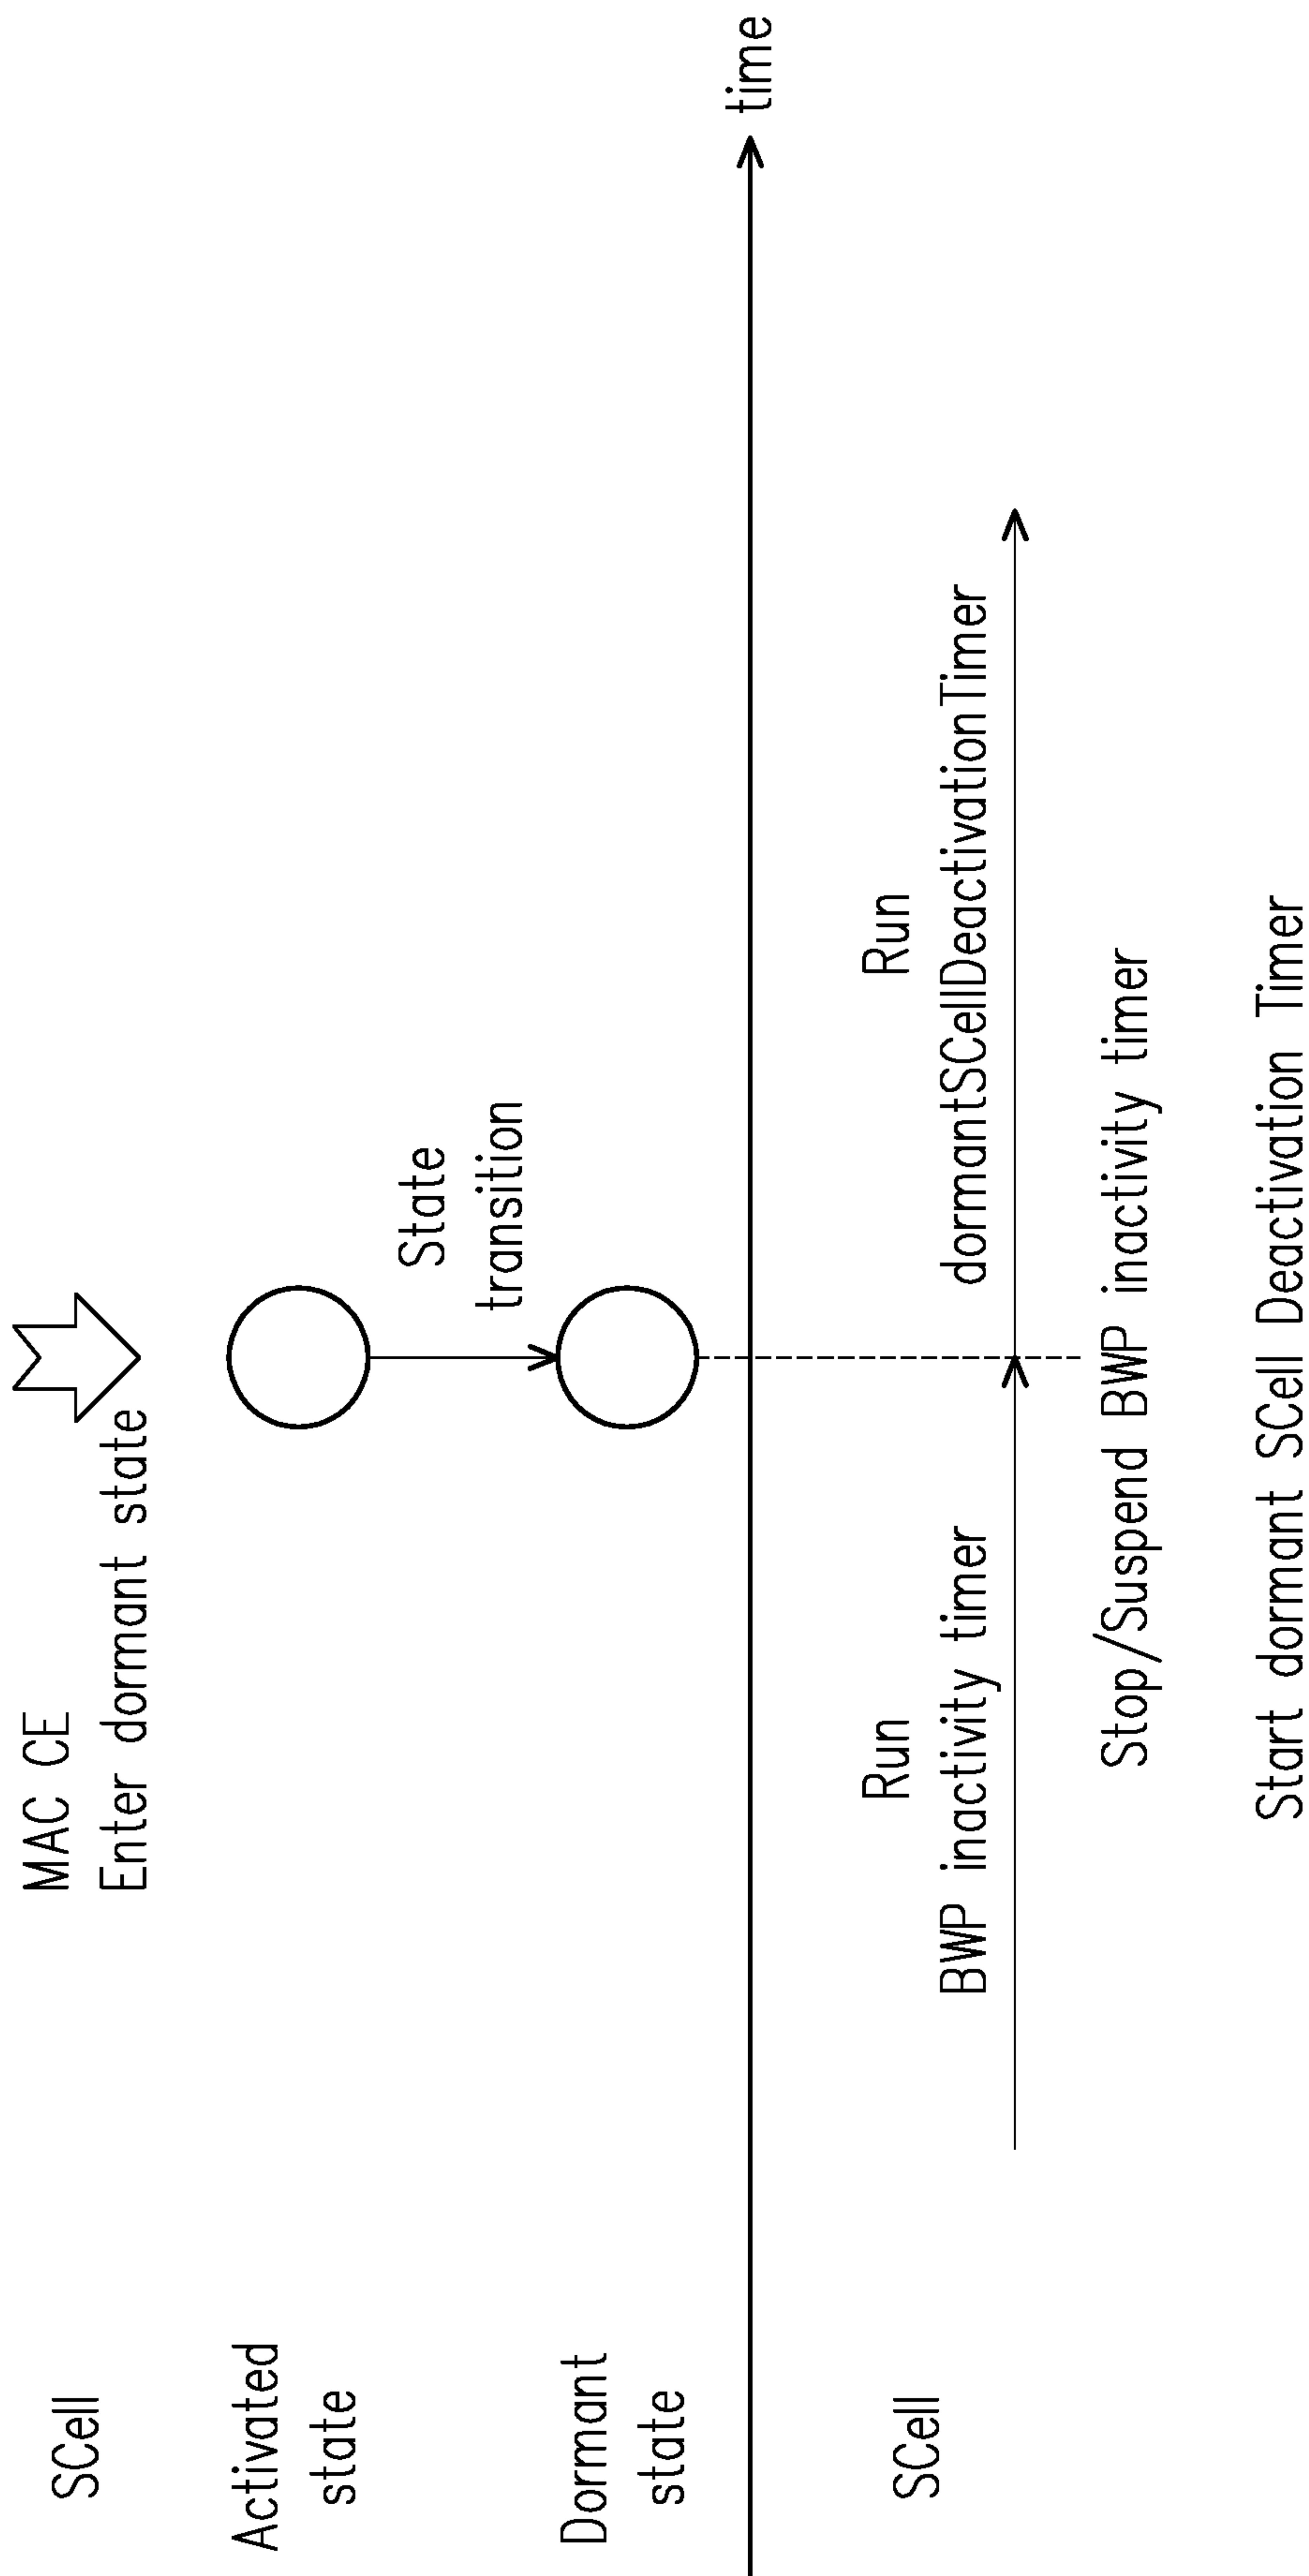 SCell
MAC CE
Enter dormant state
Activated
state
State
transition
Dormant
state
time
SCell
Run
BWP inactivity timer
Run
dormantSCellDeactivationTimer
Stop/Suspend BWP inactivity timer
Start dormant SCell Deactivation Timer